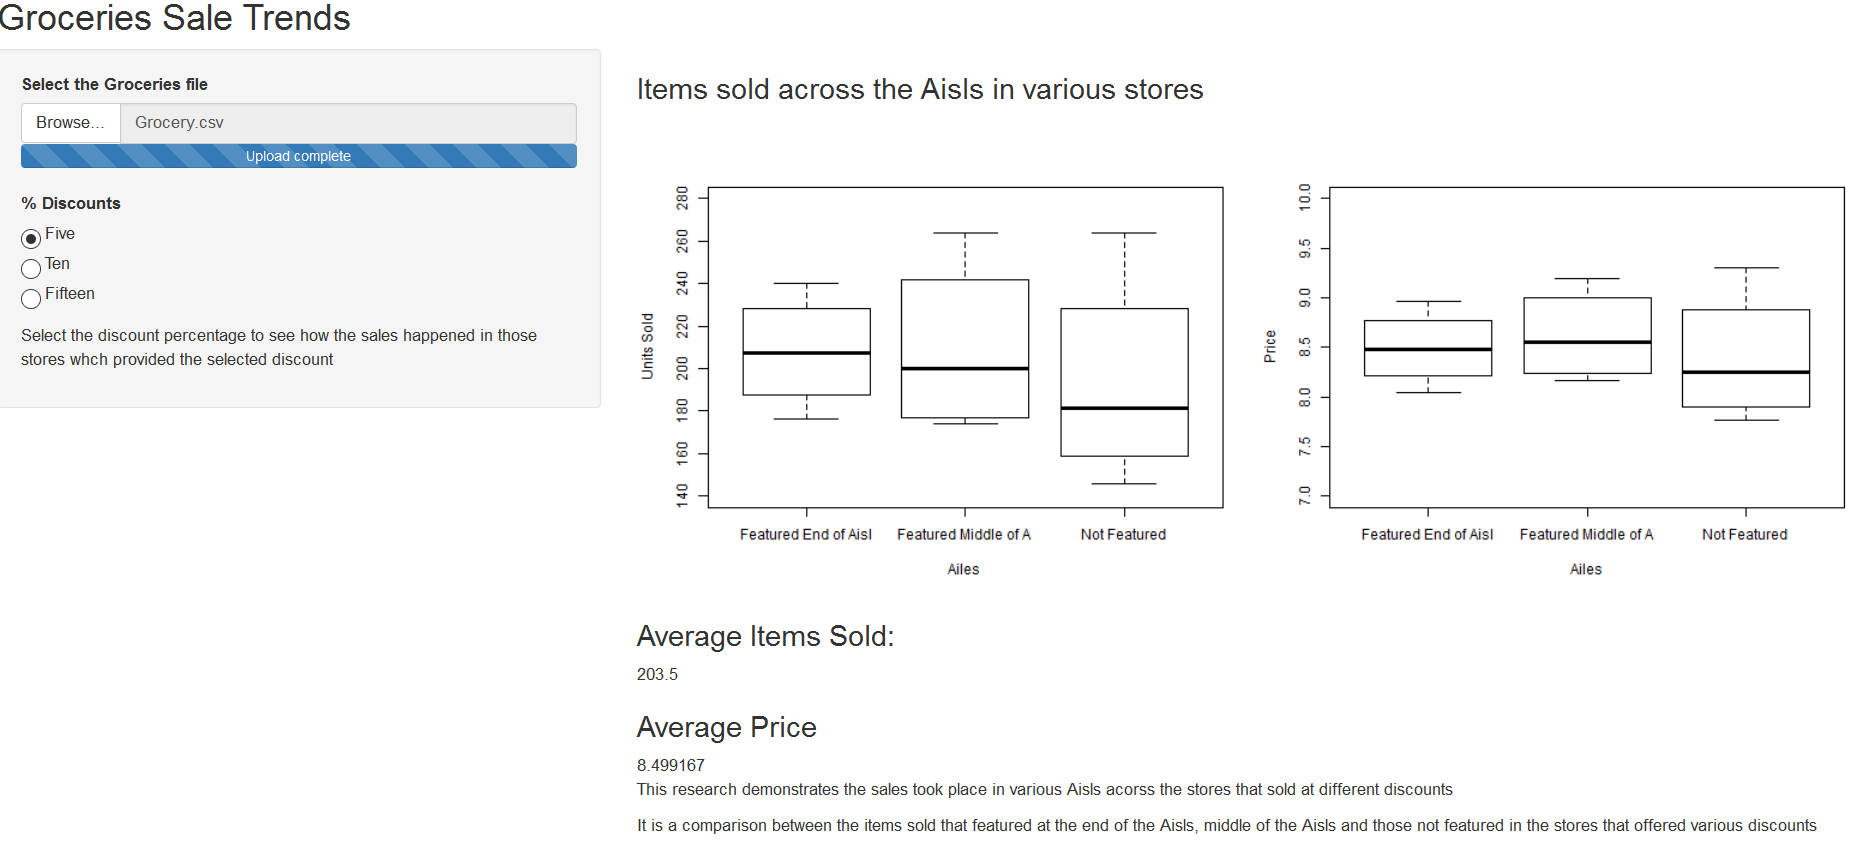 Groceries Sale Trends
Select the Groceries file
Browse...
Grocery.csv
Upload complete
% Discounts
Five
Ten
Fifteen
Select the discount percentage to see how the sales happened in those
stores whch provided the selected discount
Items sold across the Aisls in various stores
Units Sold
280
260
240
220
200
180
160
140
Featured End of Aisl
Featured Middle of A
Not Featured
Ailes
Price
10.0
9.5
9.0
8.5
8.0
7.5
7.0
Featured End of Aisl
Featured Middle of A
Not Featured
Ailes
Average Items Sold:
203.5
Average Price
8.499167
This research demonstrates the sales took place in various Aisls acorss the stores that sold at different discounts
It is a comparison between the items sold that featured at the end of the Aisls, middle of the Aisls and those not featured in the stores that offered various discounts